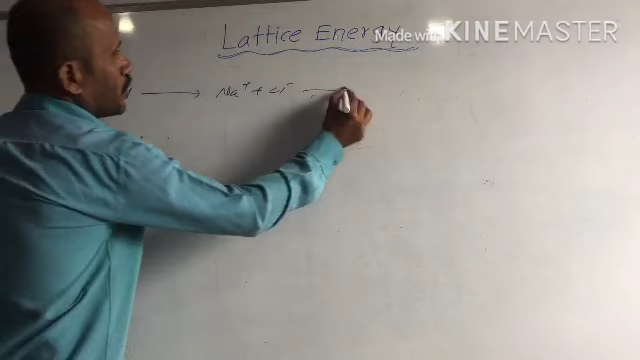 Lattice Energy
Made with KINEMASTER
⟶ Na⁺ + Cl⁻ ⟶